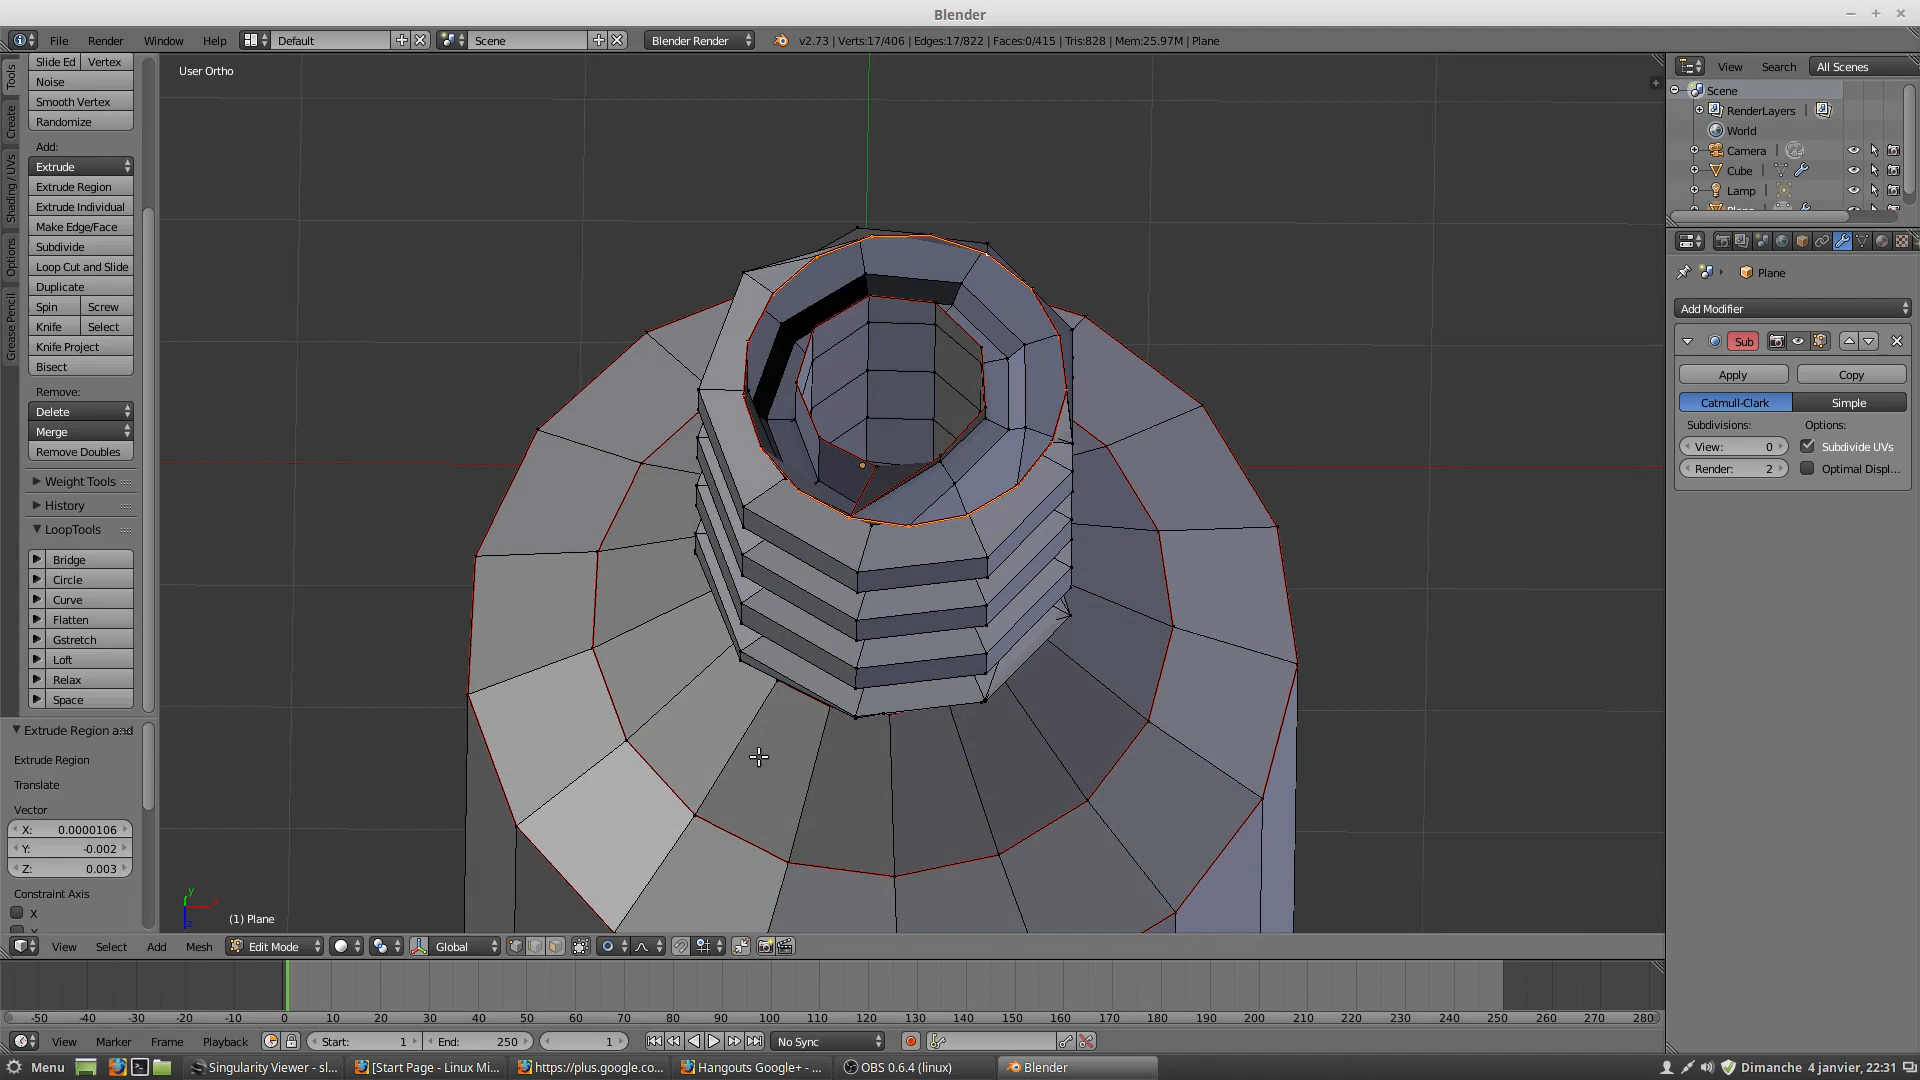 Blender
File Render Window Help Default Scene Blender Render v2.73 | Verts:17/406 | Edges:17/822 | Faces:0/415 | Tris:828 | Mem:25.97M | Plane
User Ortho
Tools
Create
Shading / UVs
Options
Grease Pencil
Slide Ed Vertex
Noise
Smooth Vertex
Randomize
Add:
Extrude
Extrude Region
Extrude Individual
Make Edge/Face
Subdivide
Loop Cut and Slide
Duplicate
Spin Screw
Knife Select
Knife Project
Bisect
Remove:
Delete
Merge
Remove Doubles
Weight Tools
History
LoopTools
Bridge
Circle
Curve
Flatten
Gstretch
Loft
Relax
Space
Extrude Region and
Extrude Region
Translate
Vector
X: 0.0000106
Y: -0.002
Z: 0.003
Constraint Axis
X
y
x
z
(1) Plane
View Select Add Mesh Edit Mode Global
View Search All Scenes
Scene
RenderLayers
World
Camera
Cube
Lamp
Plane
Add Modifier
Sub
Apply Copy
Catmull-Clark Simple
Subdivisions: Options:
View: 0 Subdivide UVs
Render: 2 Optimal Displ...
-50 -40 -30 -20 -10 0 10 20 30 40 50 60 70 80 90 100 110 120 130 140 150 160 170 180 190 200 210 220 230 240 250 260 270 280
View Marker Frame Playback Start: 1 End: 250 1 No Sync
Menu Singularity Viewer - sl... [Start Page - Linux Mi... https://plus.google.co... Hangouts Google+ - ... OBS 0.6.4 (linux) Blender Dimanche 4 janvier, 22:31